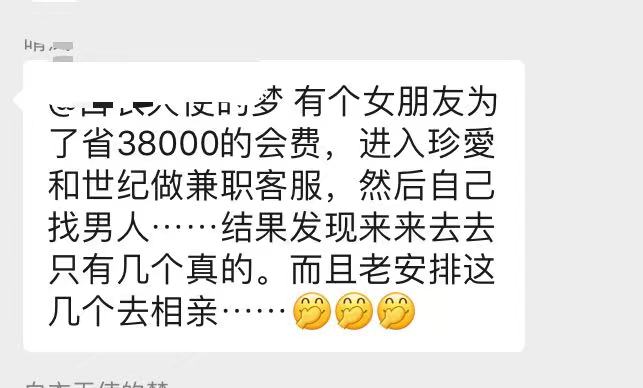 的梦 有个女朋友为
了省38000的会费，进入珍愛
和世纪做兼职客服，然后自己
找男人……结果发现来来去去
只有几个真的。而且老安排这
几个去相亲……🤭🤭🤭